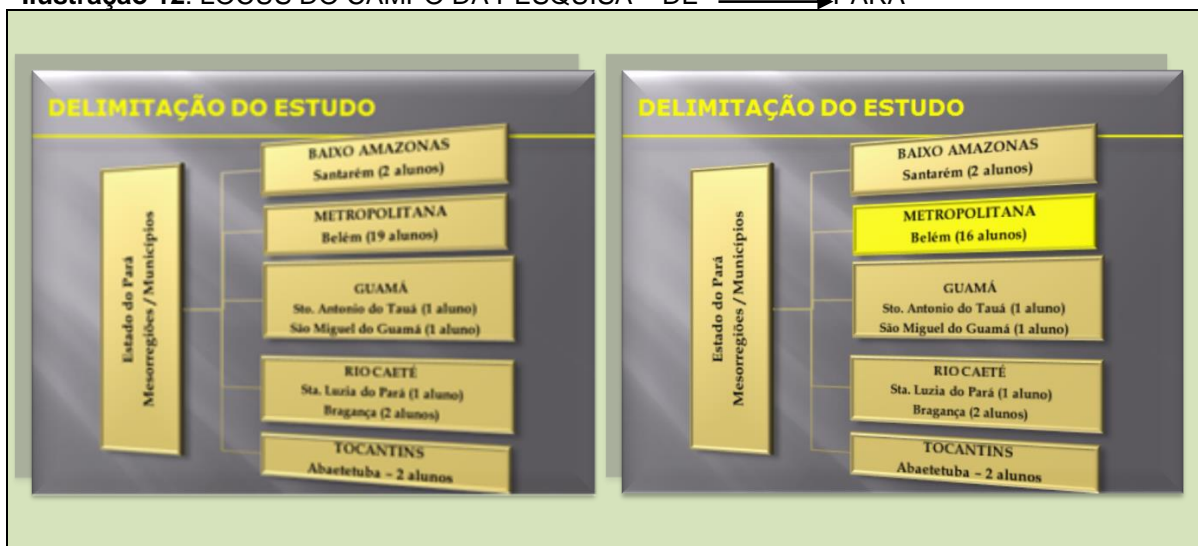 Ilustração 12: LOCUS DO CAMPO DA PESQUISA – DE PARA
DELIMITAÇÃO DO ESTUDO
Estado do Pará
Mesorregiões / Municípios
BAIXO AMAZONAS
Santarém (2 alunos)
METROPOLITANA
Belém (19 alunos)
GUAMÁ
Sto. Antonio do Tauá (1 aluno)
São Miguel do Guamá (1 aluno)
RIO CAETÉ
Sta. Luzia do Pará (1 aluno)
Bragança (2 alunos)
TOCANTINS
Abaetetuba – 2 alunos
DELIMITAÇÃO DO ESTUDO
Estado do Pará
Mesorregiões / Municípios
BAIXO AMAZONAS
Santarém (2 alunos)
METROPOLITANA
Belém (16 alunos)
GUAMÁ
Sto. Antonio do Tauá (1 aluno)
São Miguel do Guamá (1 aluno)
RIO CAETÉ
Sta. Luzia do Pará (1 aluno)
Bragança (2 alunos)
TOCANTINS
Abaetetuba – 2 alunos